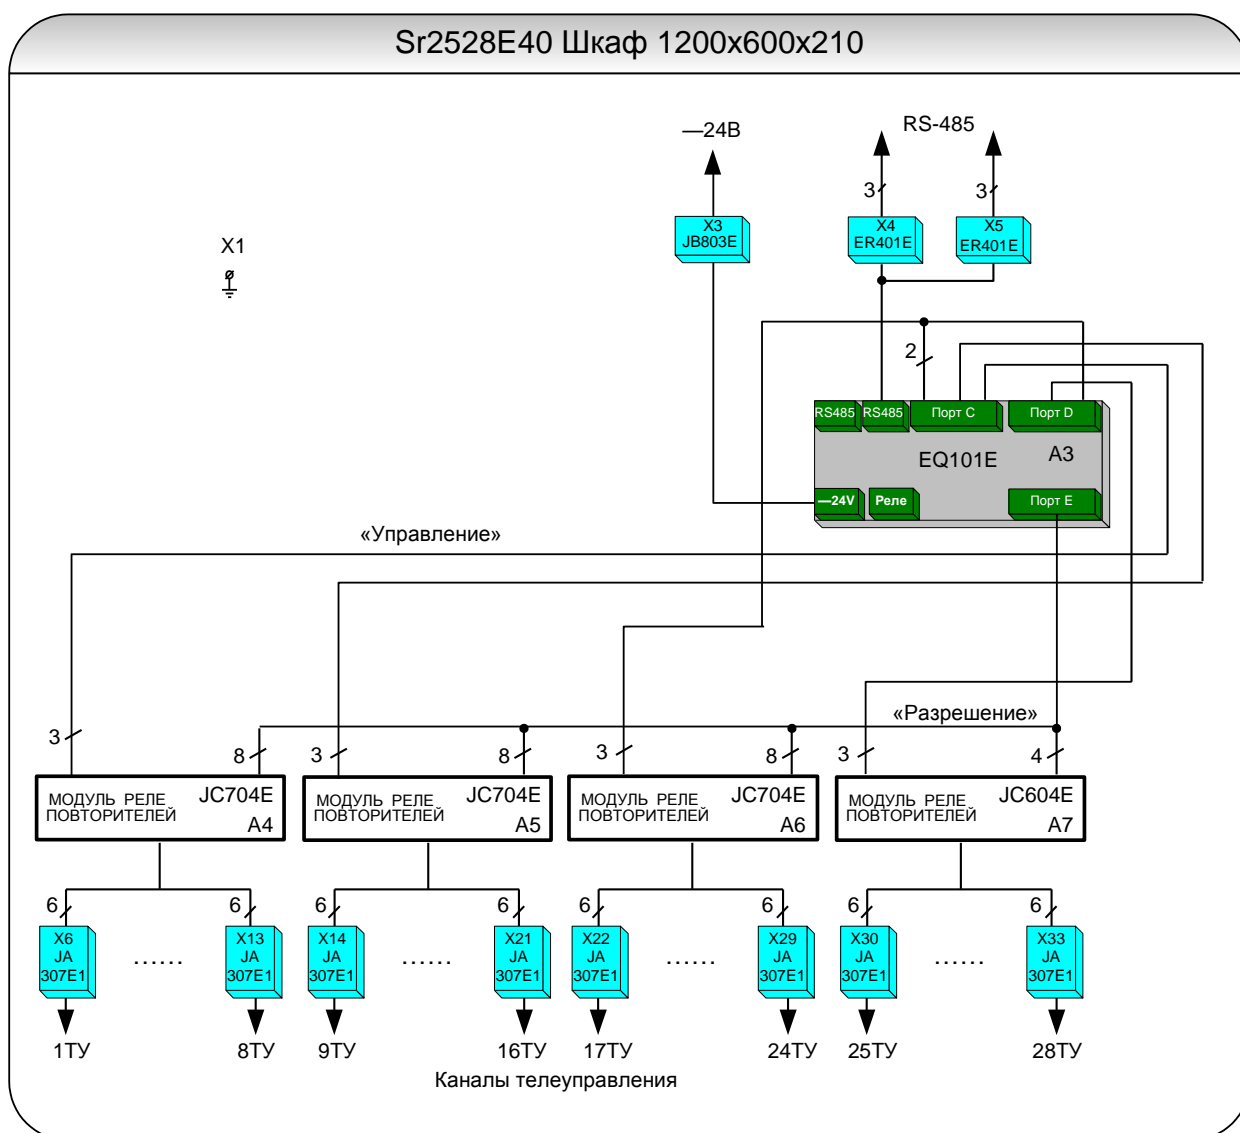 Sr2528E40 Шкаф 1200x600x210
—24В
RS-485
3
3
X3
JB803E
X4
ER401E
X5
ER401E
X1
2
RS485
RS485
Порт C
Порт D
EQ101E
A3
—24V
Реле
Порт E
«Управление»
«Разрешение»
3
8
3
8
3
8
3
4
МОДУЛЬ РЕЛЕ
ПОВТОРИТЕЛЕЙ
JC704E
A4
МОДУЛЬ РЕЛЕ
ПОВТОРИТЕЛЕЙ
JC704E
A5
МОДУЛЬ РЕЛЕ
ПОВТОРИТЕЛЕЙ
JC704E
A6
МОДУЛЬ РЕЛЕ
ПОВТОРИТЕЛЕЙ
JC604E
A7
6
6
6
6
6
6
6
6
X6
JA
307E1
......
X13
JA
307E1
X14
JA
307E1
......
X21
JA
307E1
X22
JA
307E1
......
X29
JA
307E1
X30
JA
307E1
......
X33
JA
307E1
1ТУ
8ТУ
9ТУ
16ТУ
17ТУ
24ТУ
25ТУ
28ТУ
Каналы телеуправления